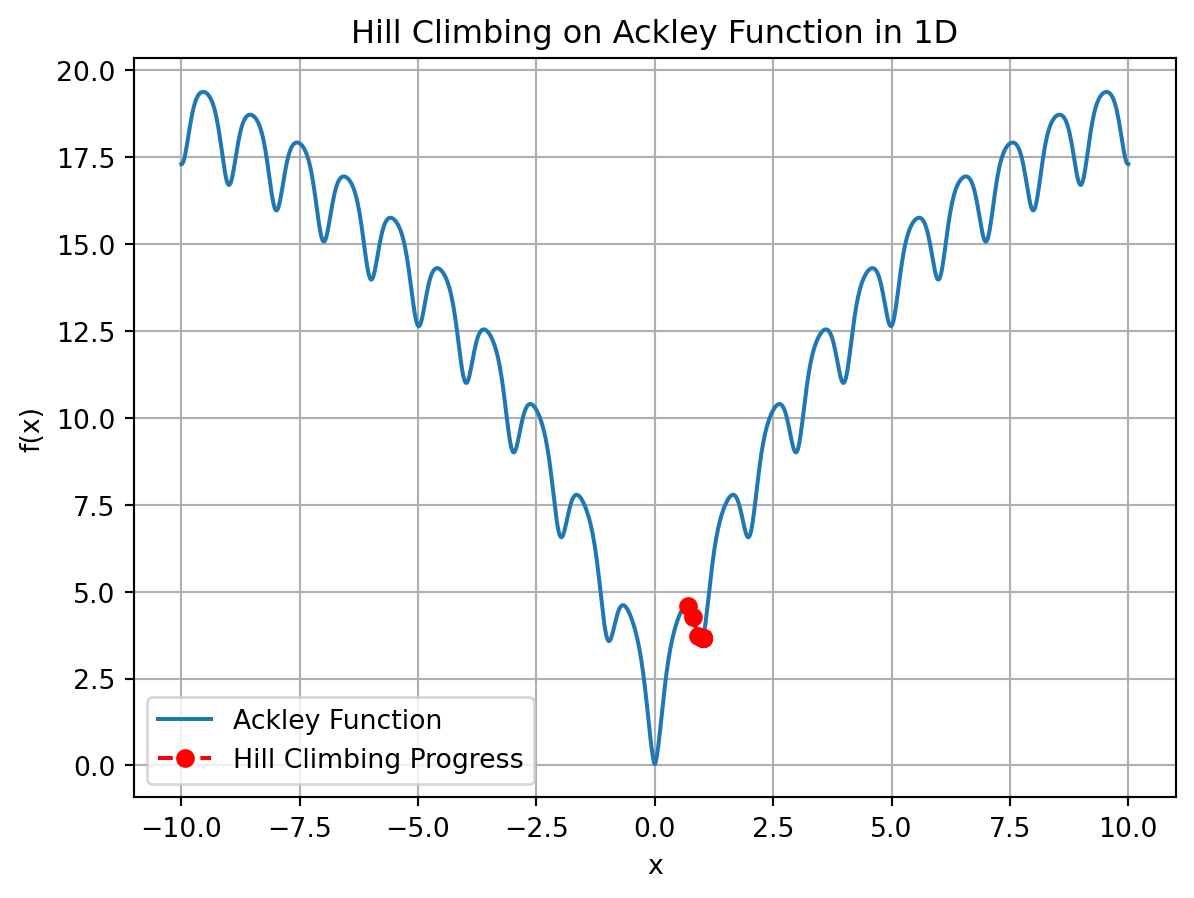 Hill Climbing on Ackley Function in 1D
20.0
17.5
15.0
12.5
10.0
7.5
5.0
2.5
0.0
f(x)
Ackley Function
Hill Climbing Progress
−10.0 −7.5 −5.0 −2.5 0.0 2.5 5.0 7.5 10.0
x